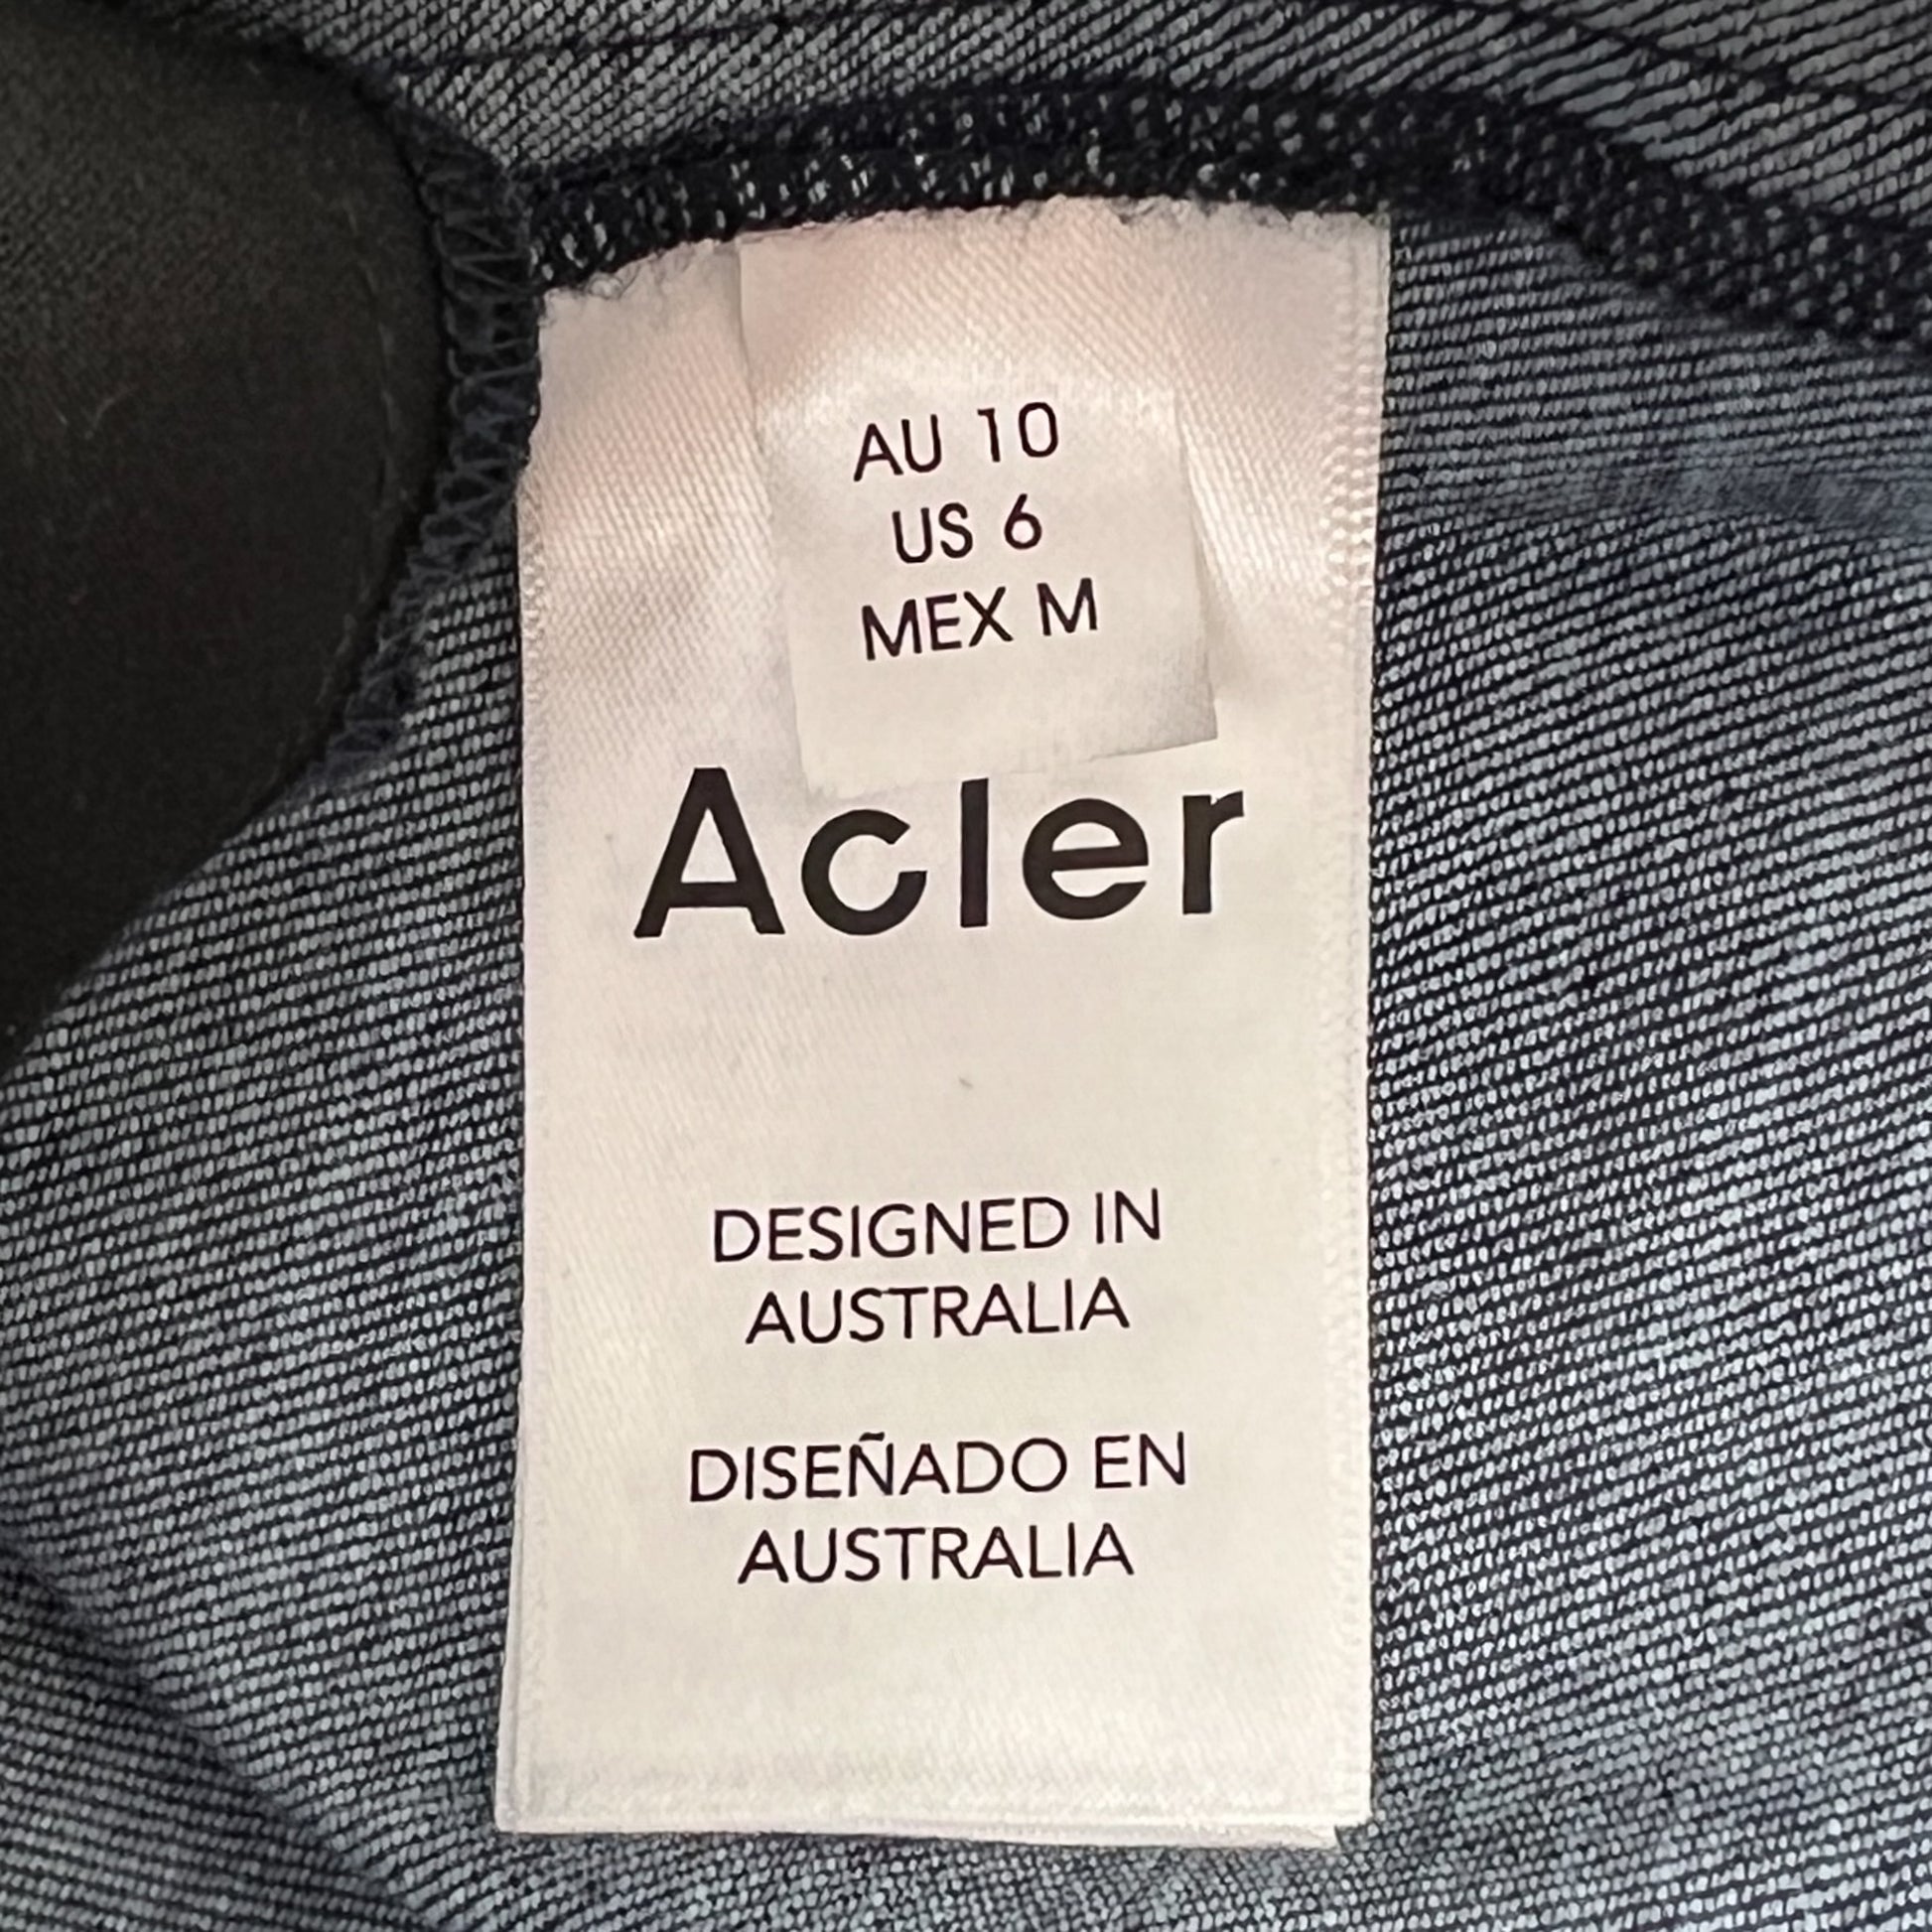 AU 10
US 6
MEX M
Acler
DESIGNED IN
AUSTRALIA
DISEÑADO EN
AUSTRALIA